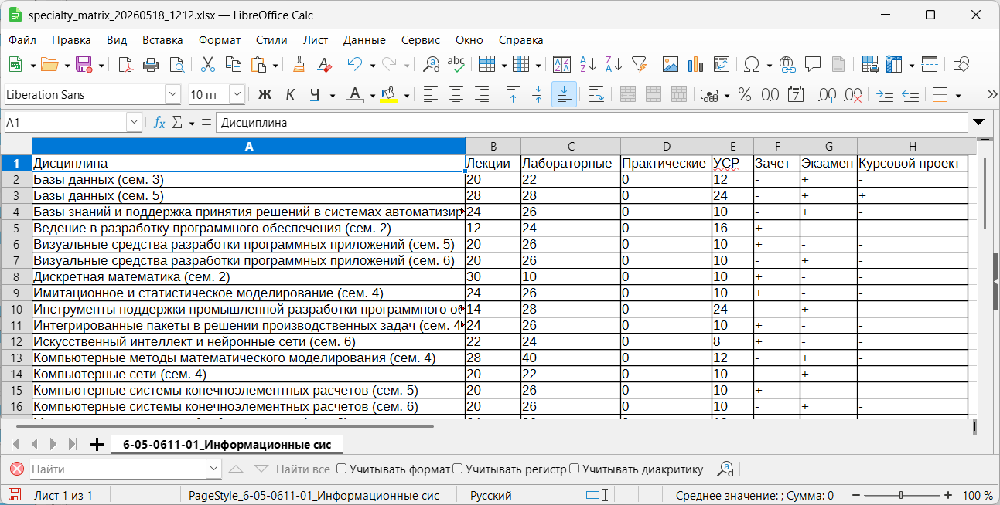 specialty_matrix_20260518_1212.xlsx — LibreOffice Calc
Файл Правка Вид Вставка Формат Стили Лист Данные Сервис Окно Справка
Liberation Sans 10 пт Ж К Ч А
A1 fx Σ = Дисциплина
A B C D E F G H
1 Дисциплина Лекции Лабораторные Практические УСР Зачет Экзамен Курсовой проект
2 Базы данных (сем. 3) 20 22 0 12 - + -
3 Базы данных (сем. 5) 28 28 0 24 - + +
4 Базы знаний и поддержка принятия решений в системах автоматизир 24 26 0 10 - + -
5 Ведение в разработку программного обеспечения (сем. 2) 12 24 0 16 + - -
6 Визуальные средства разработки программных приложений (сем. 5) 20 26 0 10 + - -
7 Визуальные средства разработки программных приложений (сем. 6) 20 26 0 10 - + -
8 Дискретная математика (сем. 2) 30 10 0 10 + - -
9 Имитационное и статистическое моделирование (сем. 4) 24 26 0 10 + - -
10 Инструменты поддержки промышленной разработки программного об 14 28 0 24 - + -
11 Интегрированные пакеты в решении производственных задач (сем. 4 24 26 0 10 + - -
12 Искусственный интеллект и нейронные сети (сем. 6) 22 24 0 8 + - -
13 Компьютерные методы математического моделирования (сем. 4) 28 40 0 12 - + -
14 Компьютерные сети (сем. 4) 20 22 0 10 - + -
15 Компьютерные системы конечноэлементных расчетов (сем. 5) 20 26 0 10 + - -
16 Компьютерные системы конечноэлементных расчетов (сем. 6) 20 26 0 10 - + -
6-05-0611-01_Информационные сис
Найти Найти все Учитывать формат Учитывать регистр Учитывать диакритику
Лист 1 из 1 PageStyle_6-05-0611-01_Информационные сис Русский Среднее значение: ; Сумма: 0 100 %